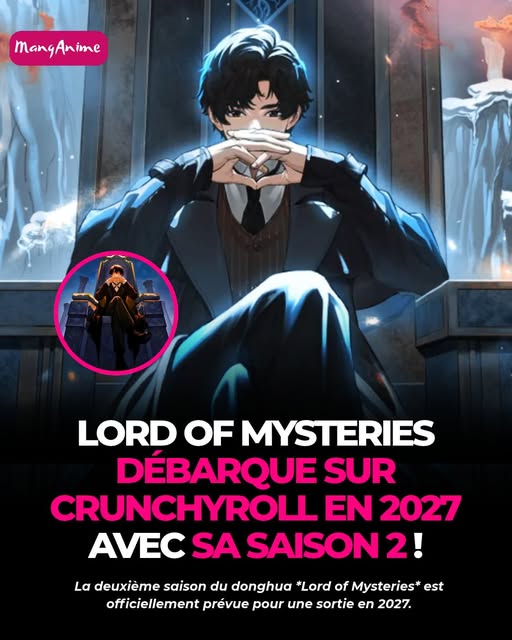 MangAnime
LORD OF MYSTERIES
DÉBARQUE SUR
CRUNCHYROLL EN 2027
AVEC SA SAISON 2 !
La deuxième saison du donghua *Lord of Mysteries* est
officiellement prévue pour une sortie en 2027.